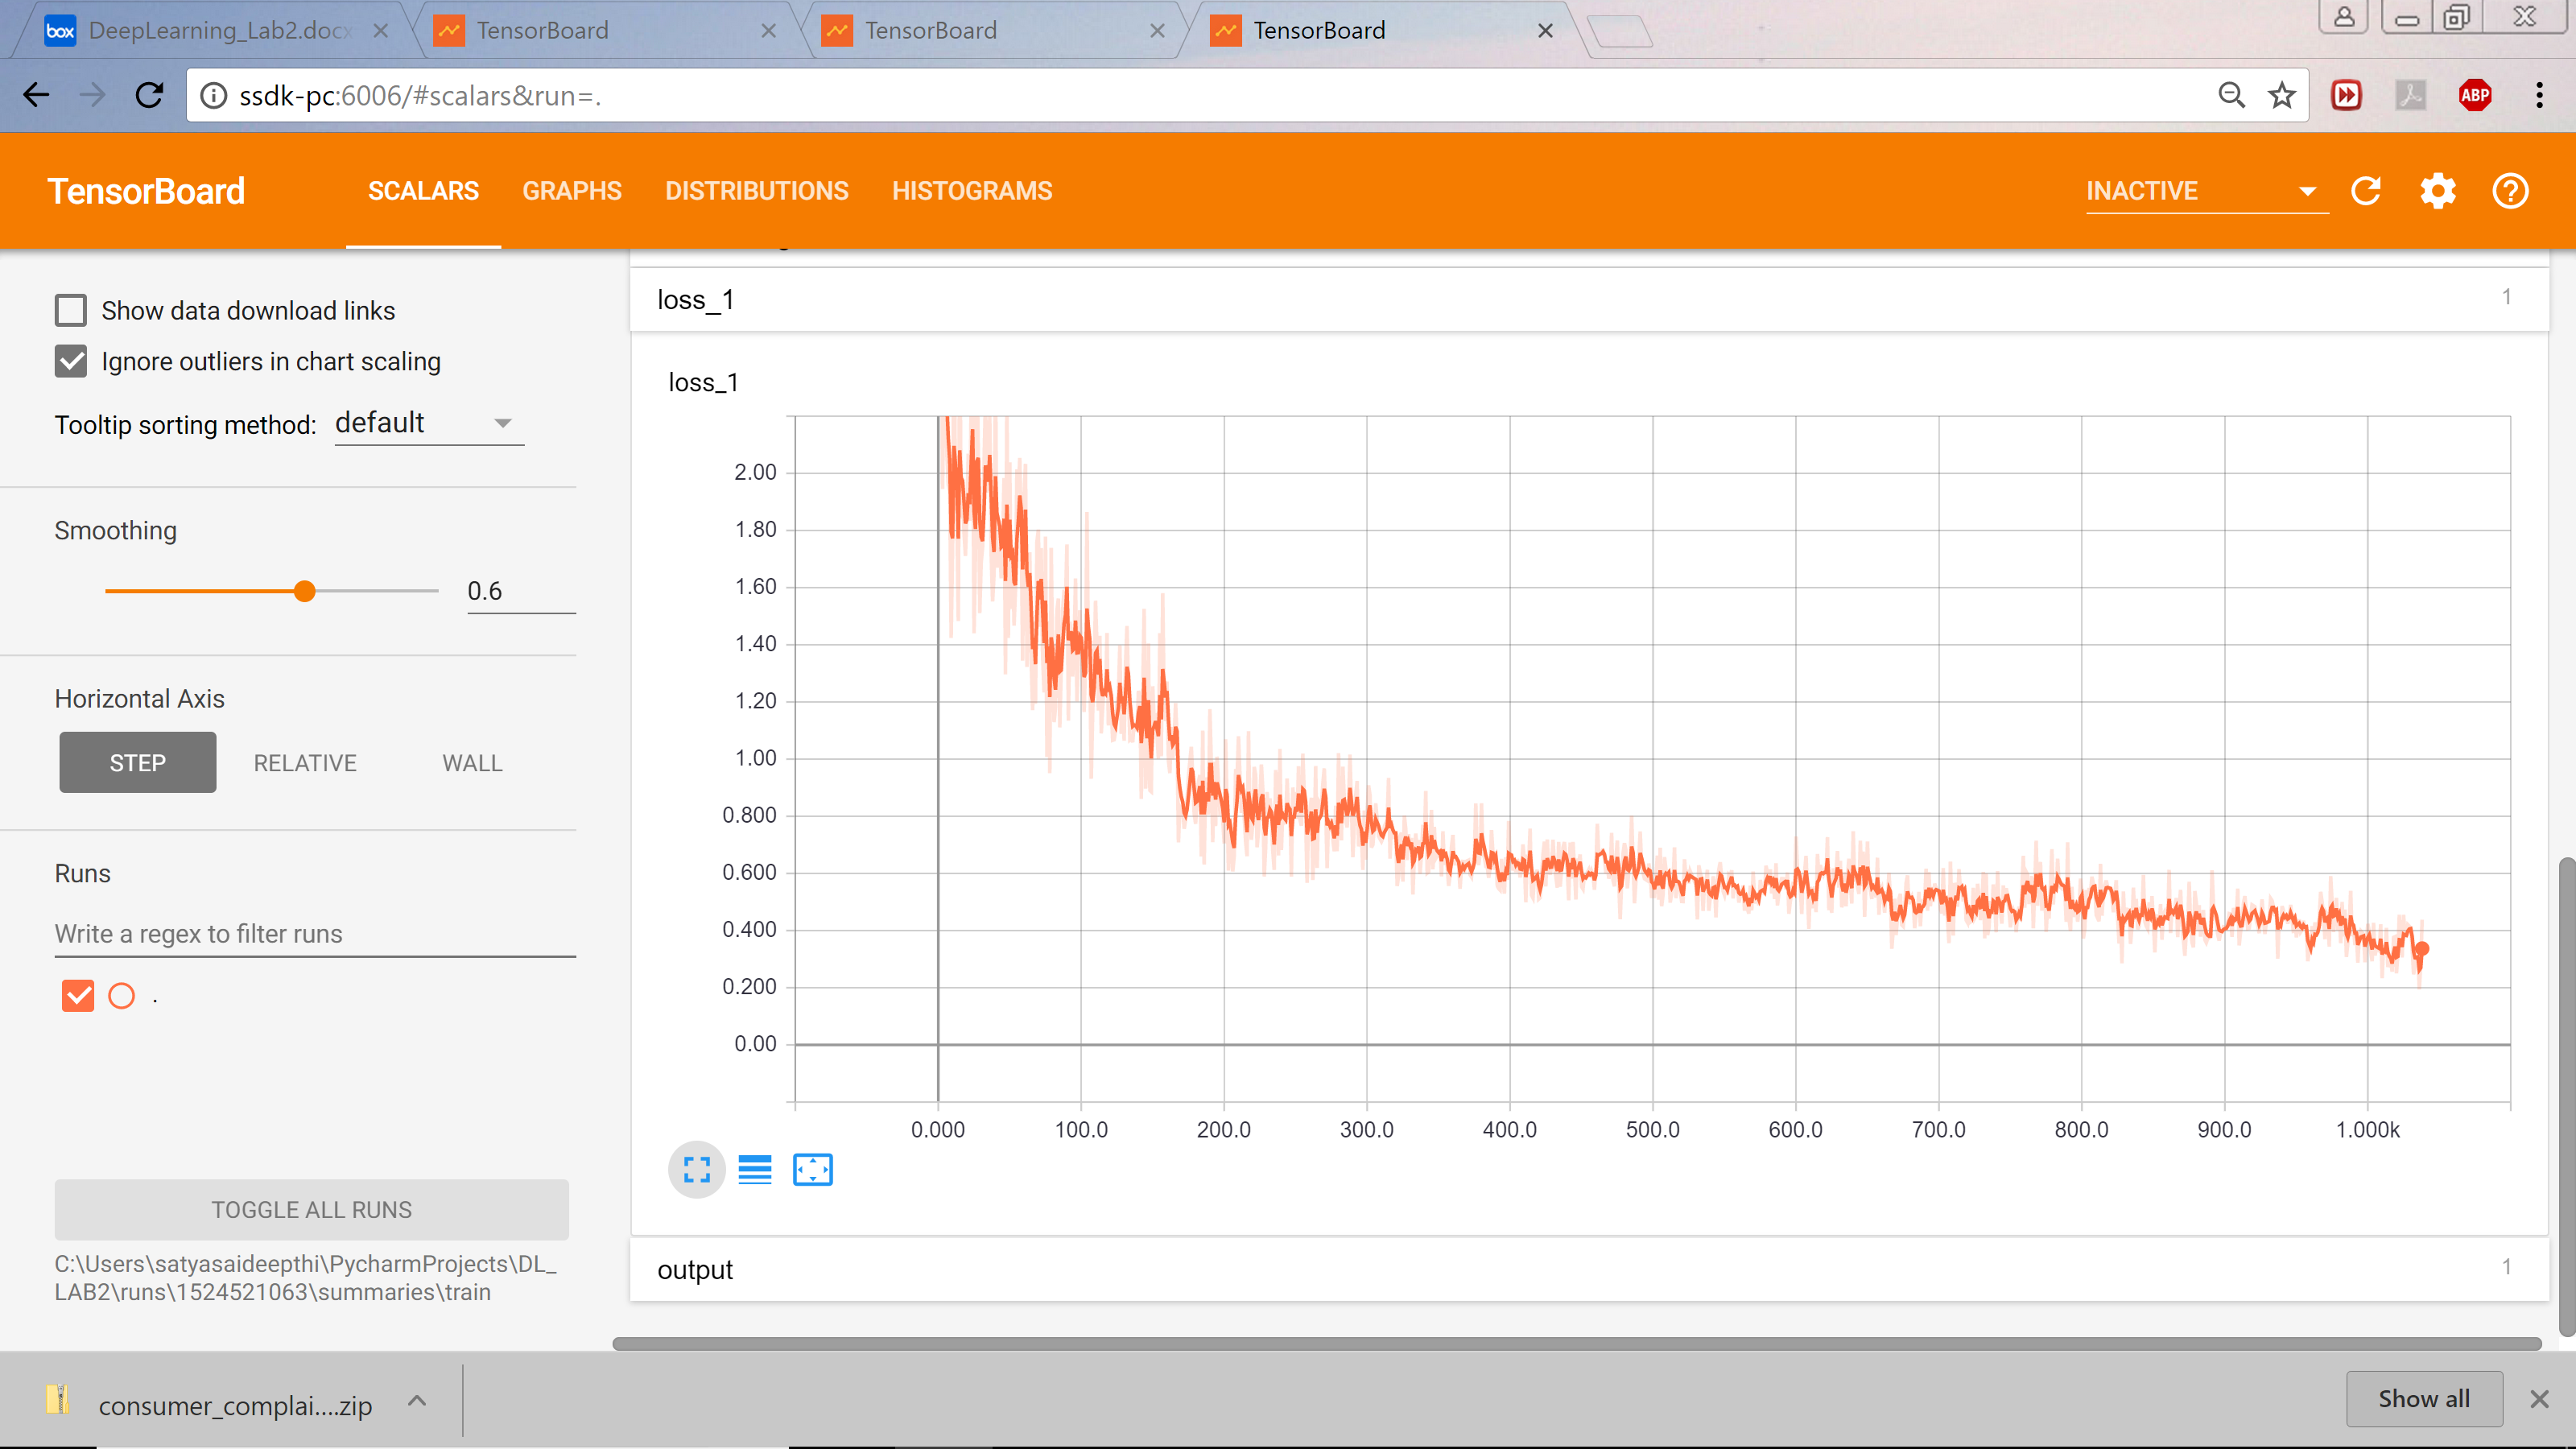 box DeepLearning_Lab2.docx TensorBoard TensorBoard TensorBoard
ssdk-pc:6006/#scalars&run=. ABP
TensorBoard SCALARS GRAPHS DISTRIBUTIONS HISTOGRAMS INACTIVE
Show data download links
Ignore outliers in chart scaling
Tooltip sorting method: default
Smoothing
0.6
Horizontal Axis
STEP RELATIVE WALL
Runs
Write a regex to filter runs
.
TOGGLE ALL RUNS
C:\Users\satyasaideepthi\PycharmProjects\DL_
LAB2\runs\1524521063\summaries\train
loss_1 1
loss_1
2.00
1.80
1.60
1.40
1.20
1.00
0.800
0.600
0.400
0.200
0.00
0.000 100.0 200.0 300.0 400.0 500.0 600.0 700.0 800.0 900.0 1.000k
output 1
consumer_complai....zip Show all